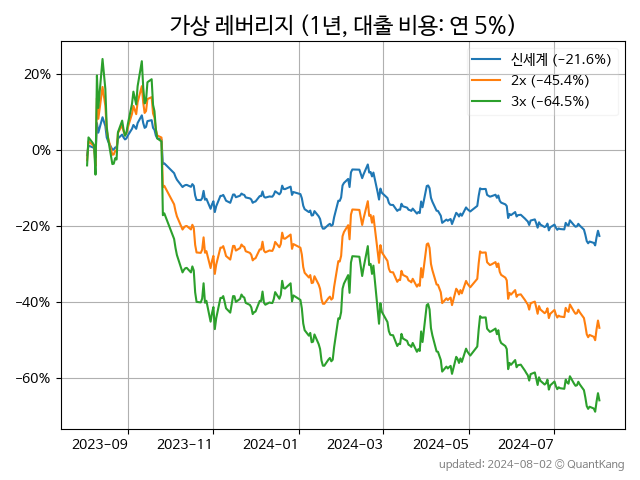 가상 레버리지 (1년, 대출 비용: 연 5%)
신세계 (−21.6%)
2x (−45.4%)
3x (−64.5%)
20%
0%
−20%
−40%
−60%
2023-09 2023-11 2024-01 2024-03 2024-05 2024-07
updated: 2024-08-02 © QuantKang